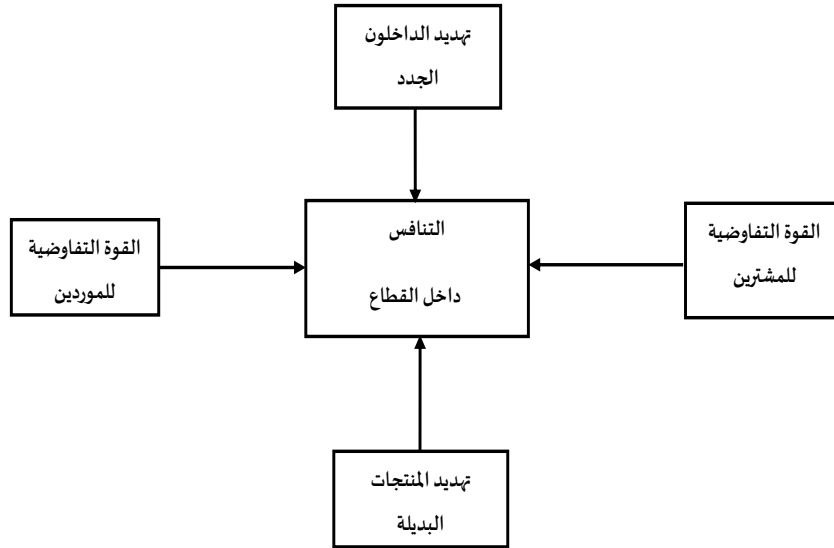 تهديد الداخلون
الجدد
التنافس
داخل القطاع
القوة التفاوضية
للمشترين
القوة التفاوضية
للموردين
تهديد المنتجات
البديلة